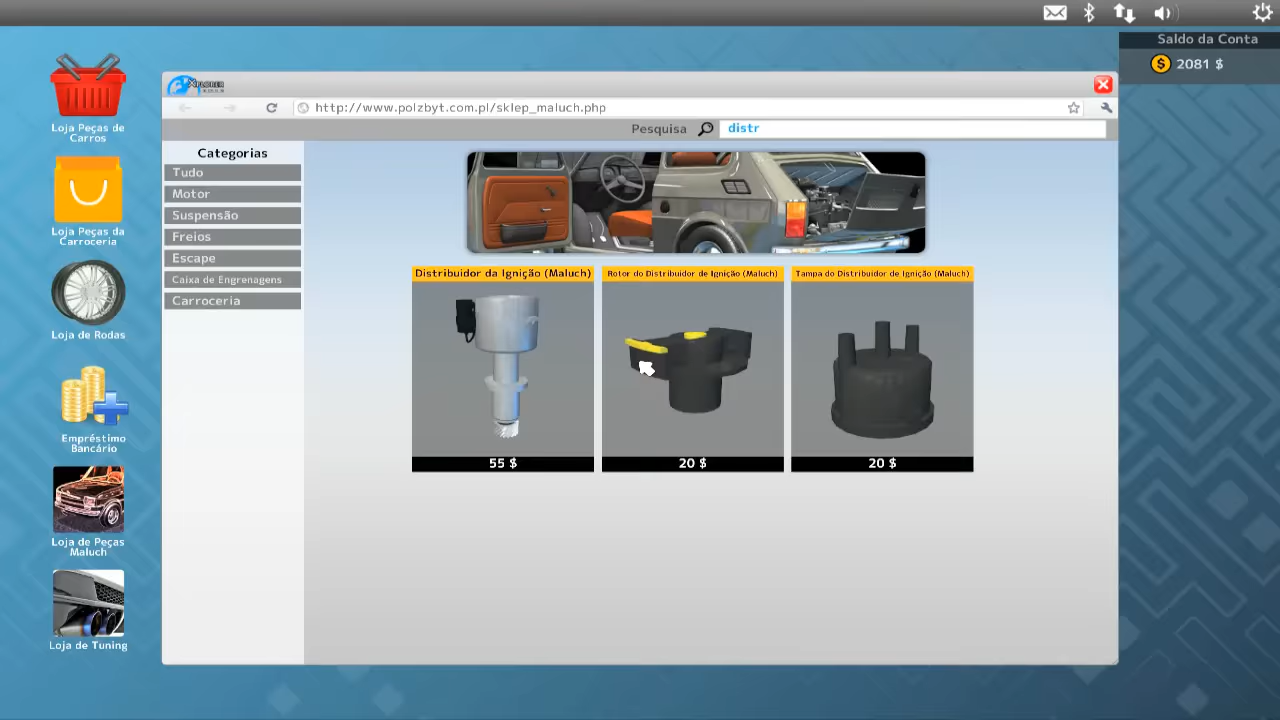 Saldo da Conta
2081 $
Loja Peças de
Carros
Loja Peças da
Carroceria
Loja de Rodas
Empréstimo
Bancário
Loja de Peças
Maluch
Loja de Tuning
http://www.polzbyt.com.pl/sklep_maluch.php
Pesquisa distr
Categorias
Tudo
Motor
Suspensão
Freios
Escape
Caixa de Engrenagens
Carroceria
Distribuidor da Ignição (Maluch)
55 $
Rotor do Distribuidor de Ignição (Maluch)
20 $
Tampa do Distribuidor de Ignição (Maluch)
20 $